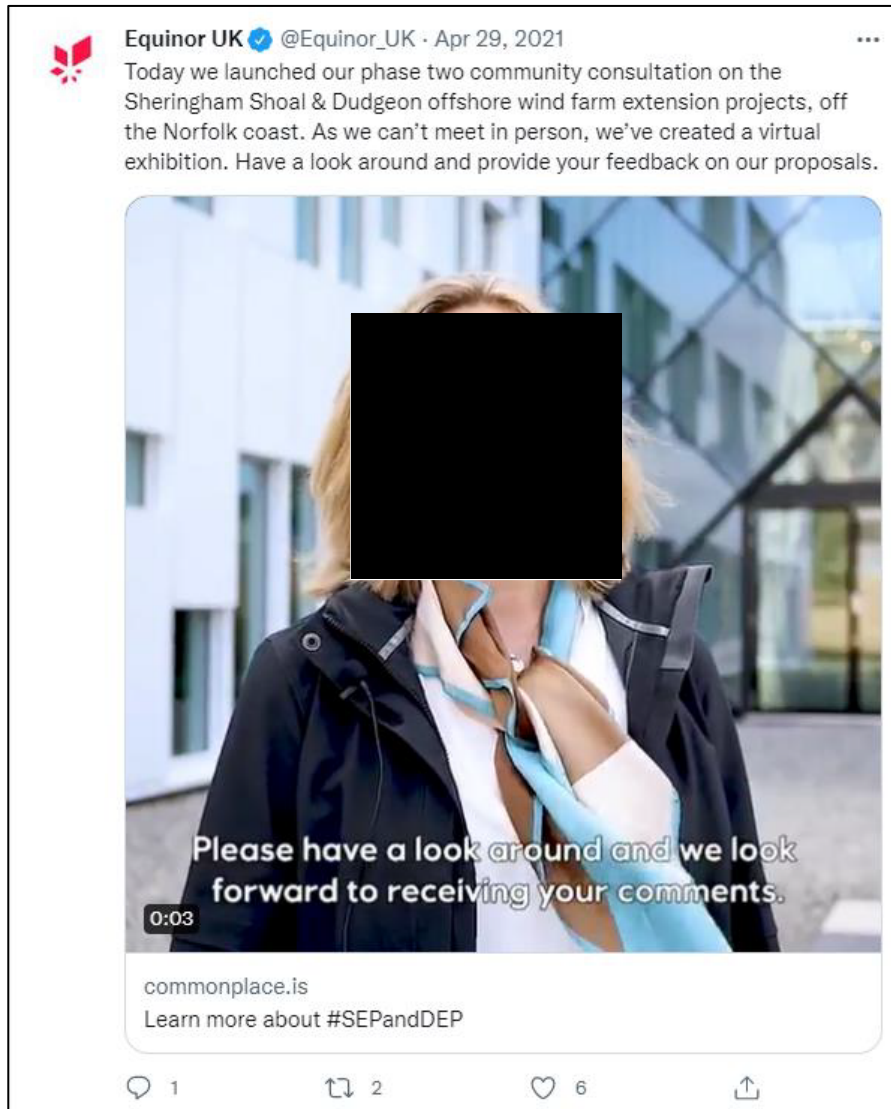 Equinor UK @Equinor_UK · Apr 29, 2021
Today we launched our phase two community consultation on the
Sheringham Shoal & Dudgeon offshore wind farm extension projects, off
the Norfolk coast. As we can't meet in person, we've created a virtual
exhibition. Have a look around and provide your feedback on our proposals.
Please have a look around and we look
forward to receiving your comments.
0:03
commonplace.is
Learn more about #SEPandDEP
1 2 6